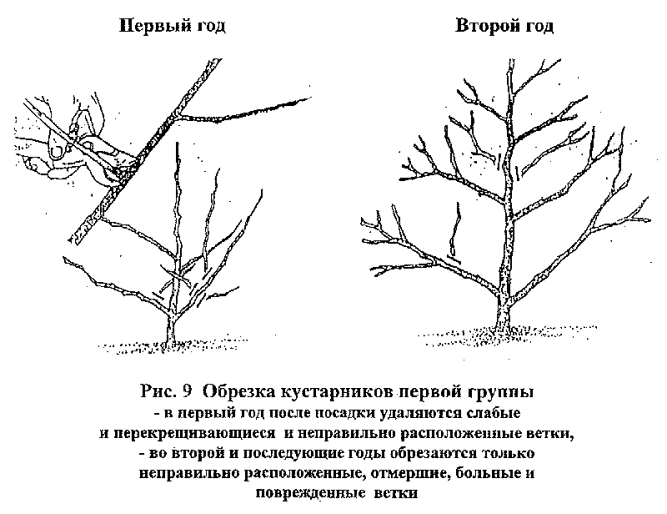 Первый год
Второй год
Рис. 9 Обрезка кустарников первой группы
- в первый год после посадки удаляются слабые
и перекрещивающиеся и неправильно расположенные ветки,
- во второй и последующие годы обрезаются только
неправильно расположенные, отмершие, больные и
поврежденные ветки